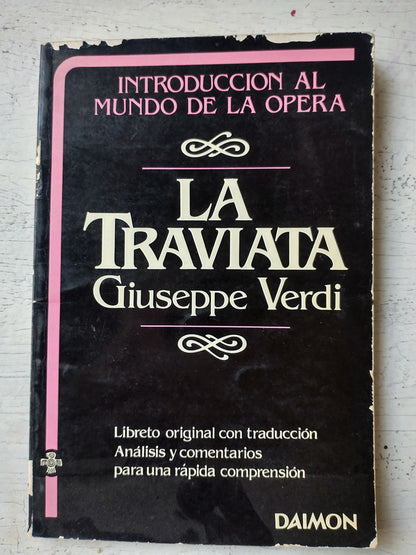 INTRODUCCION AL
MUNDO DE LA OPERA
LA
TRAVIATA
Giuseppe Verdi
Libreto original con traducción
Análisis y comentarios
para una rápida comprensión
DAIMON